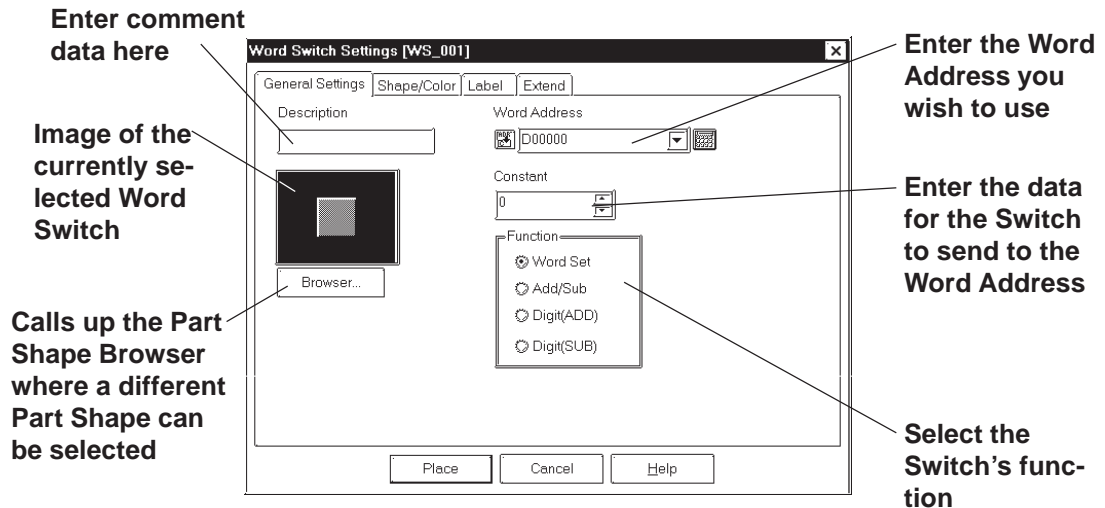 Enter comment
data here
Image of the
currently se-
lected Word
Switch
Calls up the Part
Shape Browser
where a different
Part Shape can
be selected
Word Switch Settings [WS_001]
General Settings Shape/Color Label Extend
Description
Word Address
D00000
Constant
0
Function
Word Set
Add/Sub
Digit(ADD)
Digit(SUB)
Browser...
Place Cancel Help
Enter the Word
Address you
wish to use
Enter the data
for the Switch
to send to the
Word Address
Select the
Switch's func-
tion